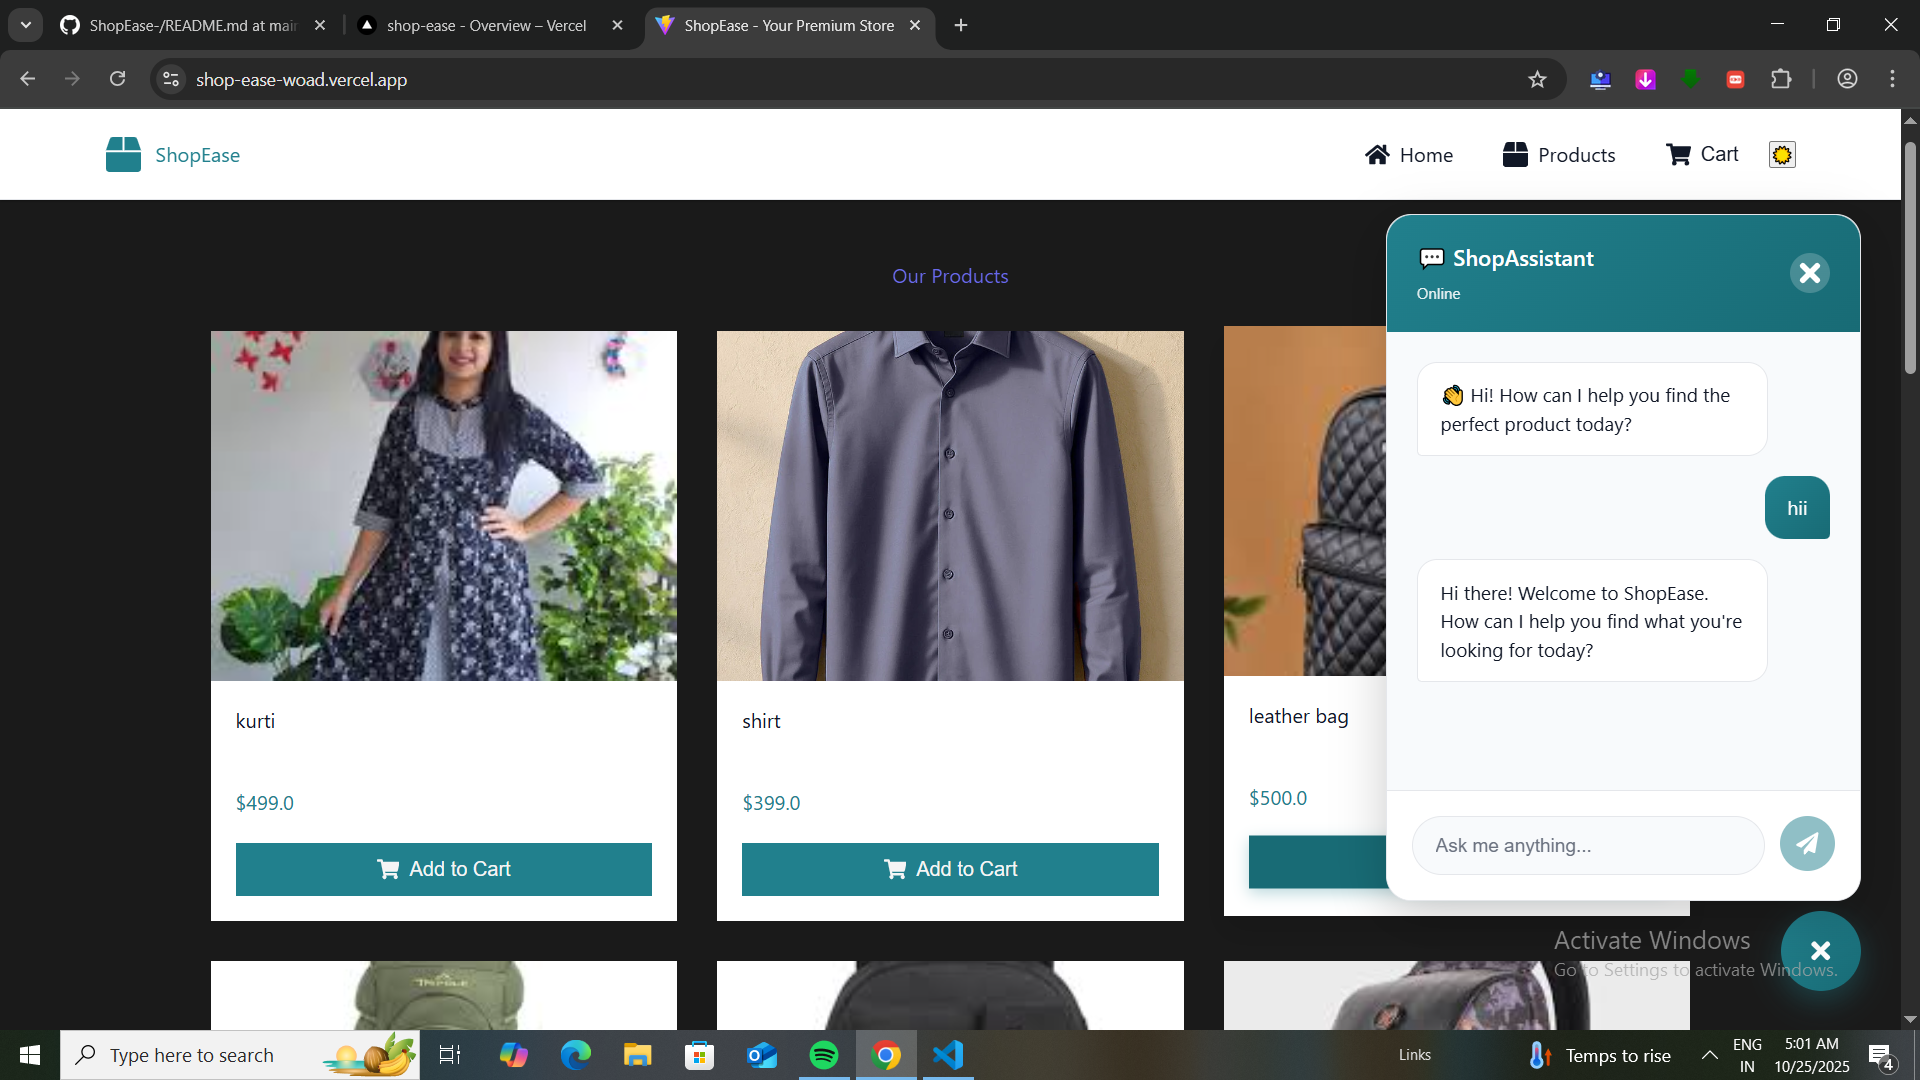 ShopEase-/README.md at main
shop-ease - Overview – Vercel
ShopEase - Your Premium Store
shop-ease-woad.vercel.app
ShopEase
Home
Products
Cart
Our Products
kurti
$499.0
Add to Cart
shirt
$399.0
Add to Cart
leather bag
$500.0
ShopAssistant
Online
👋 Hi! How can I help you find the
perfect product today?
hii
Hi there! Welcome to ShopEase.
How can I help you find what you're
looking for today?
Ask me anything...
Activate Windows
Go to Settings to activate Windows.
Type here to search
Links
Temps to rise
ENG
IN
5:01 AM
10/25/2025
4